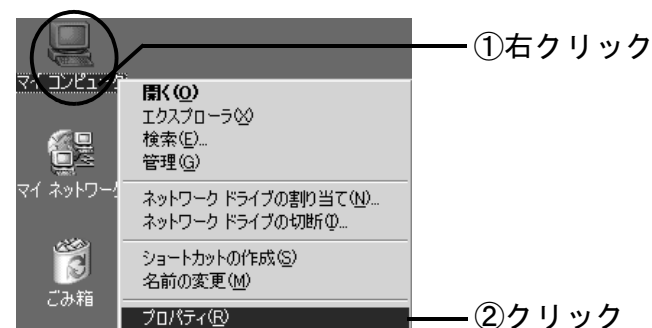 ①右クリック
マイ コンピュータ
開く(O)
エクスプローラ(X)
検索(E)...
管理(G)
マイ ネットワーク
ネットワーク ドライブの割り当て(N)...
ネットワーク ドライブの切断(I)...
ショートカットの作成(S)
名前の変更(M)
ごみ箱
プロパティ(R)
②クリック